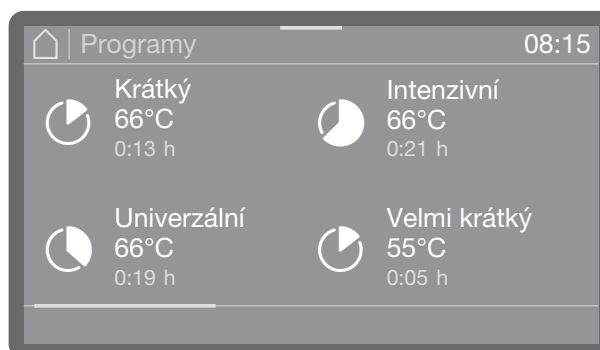 Programy 08:15
Krátký
66°C
0:13 h
Intenzivní
66°C
0:21 h
Univerzální
66°C
0:19 h
Velmi krátký
55°C
0:05 h